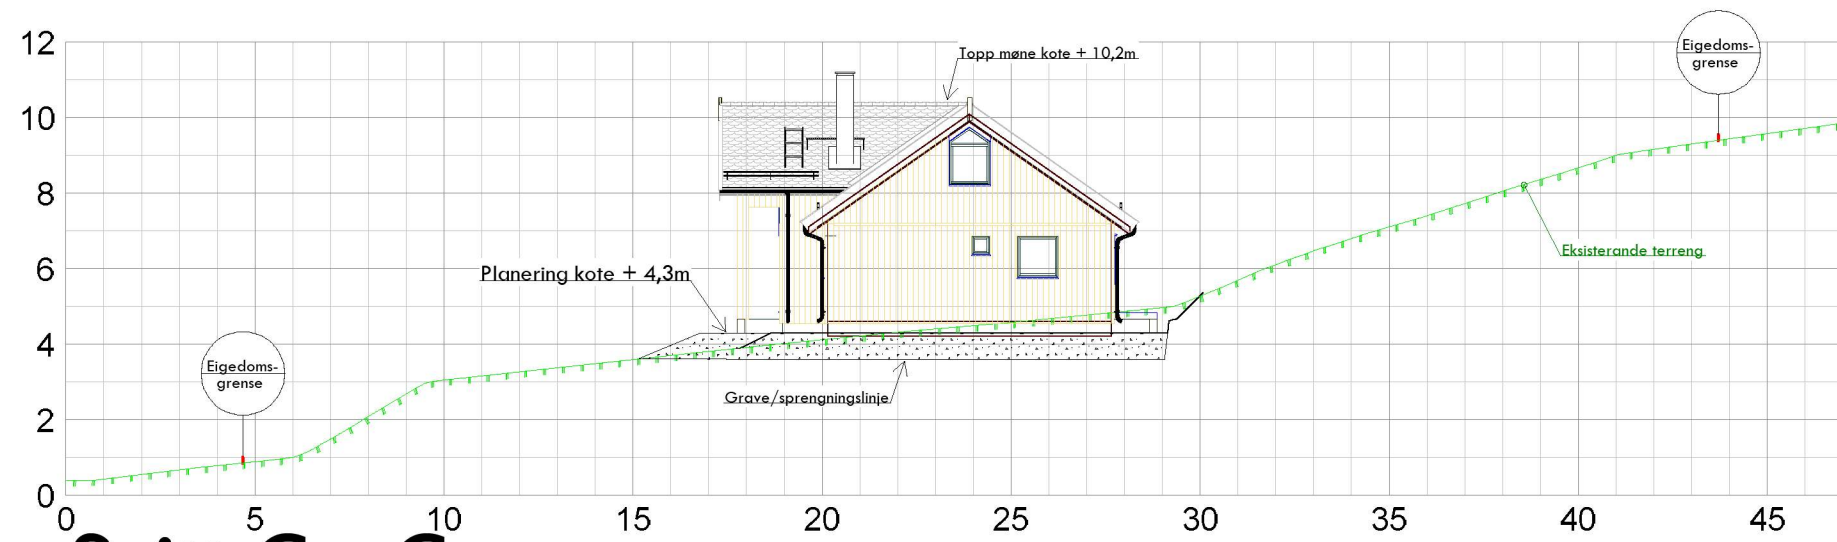 Topp møne kote + 10,2m
Eigedoms-
grense
Eksisterande terreng
Planering kote + 4,3m
Eigedoms-
grense
Grave/sprengningslinje
12
10
8
6
4
2
0
0 5 10 15 20 25 30 35 40 45